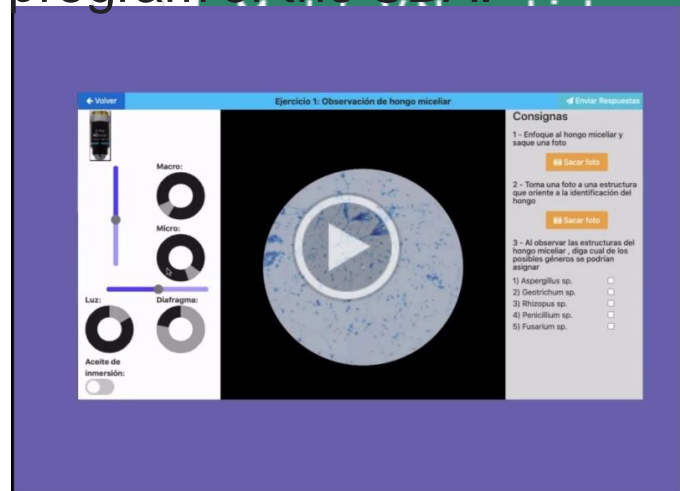 ← Volver
Ejercicio 1: Observación de hongo miceliar
Enviar Respuestas
Macro:
Micro:
Luz:
Diafragma:
Aceite de
inmersión:
Consignas
1 - Enfoque al hongo miceliar y
saque una foto
Sacar foto
2 - Toma una foto a una estructura
que oriente a la identificación del
hongo
Sacar foto
3 - Al observar las estructuras del
hongo miceliar , diga cual de los
posibles géneros se podrían
asignar
1) Aspergillus sp.
2) Geotrichum sp.
3) Rhizopus sp.
4) Penicillium sp.
5) Fusarium sp.